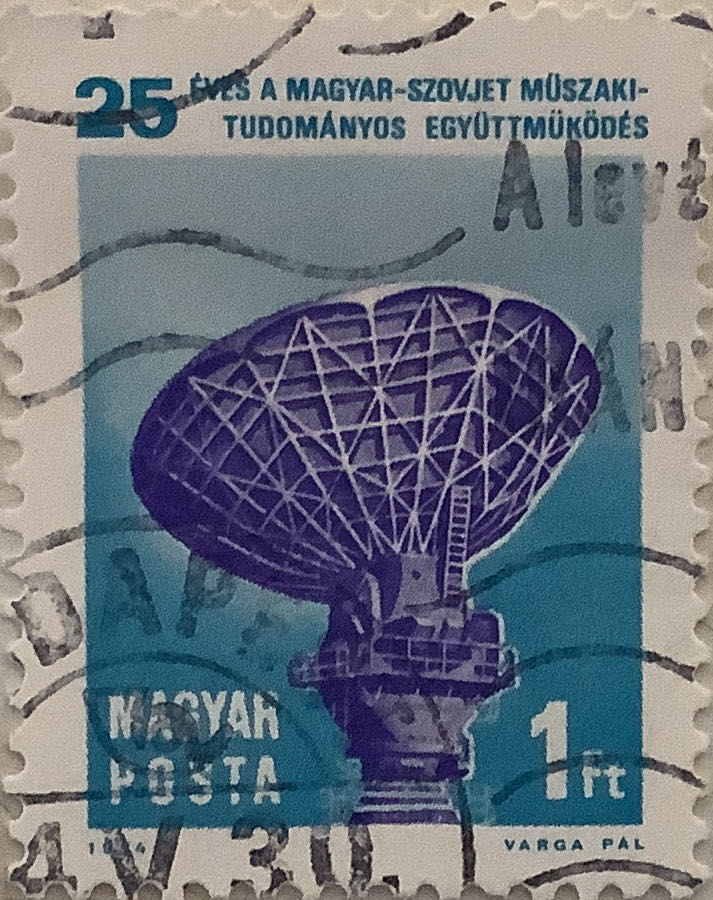 25 ÉVES A MAGYAR-SZOVJET MŰSZAKI-
TUDOMÁNYOS EGYÜTTMŰKÖDÉS
MAGYAR
POSTA
1 Ft
VARGA PÁL